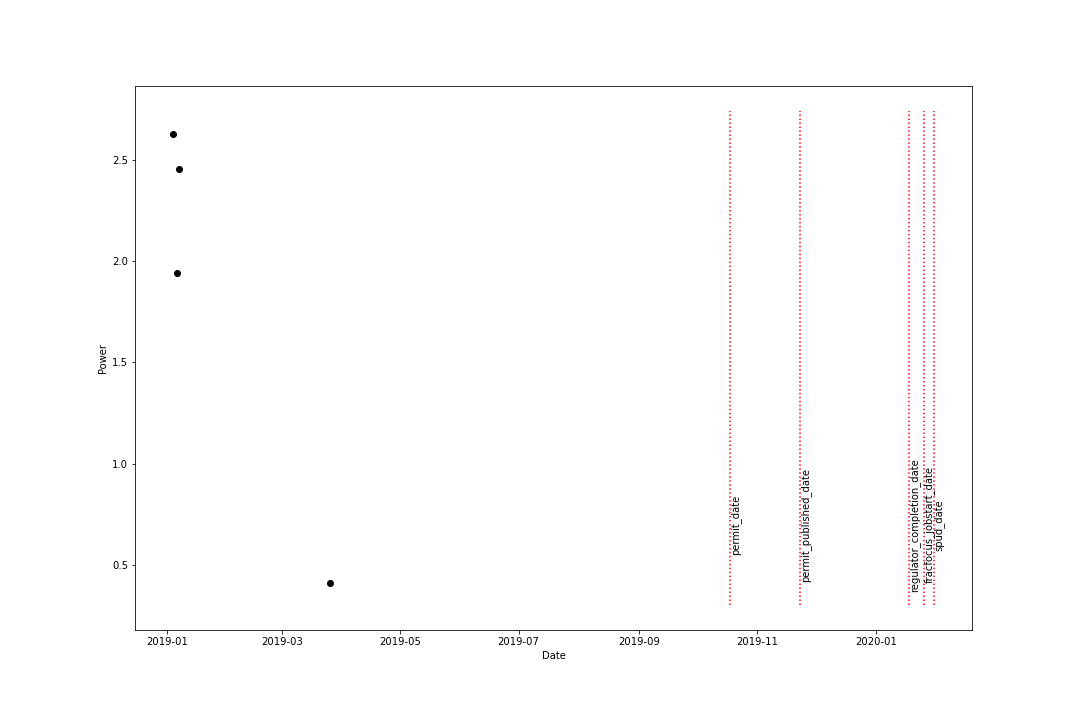 2.5
2.0
1.5
1.0
0.5
Power
permit_date
permit_published_date
regulator_completion_date
fracfocus_jobstart_date
spud_date
2019-01 2019-03 2019-05 2019-07 2019-09 2019-11 2020-01
Date